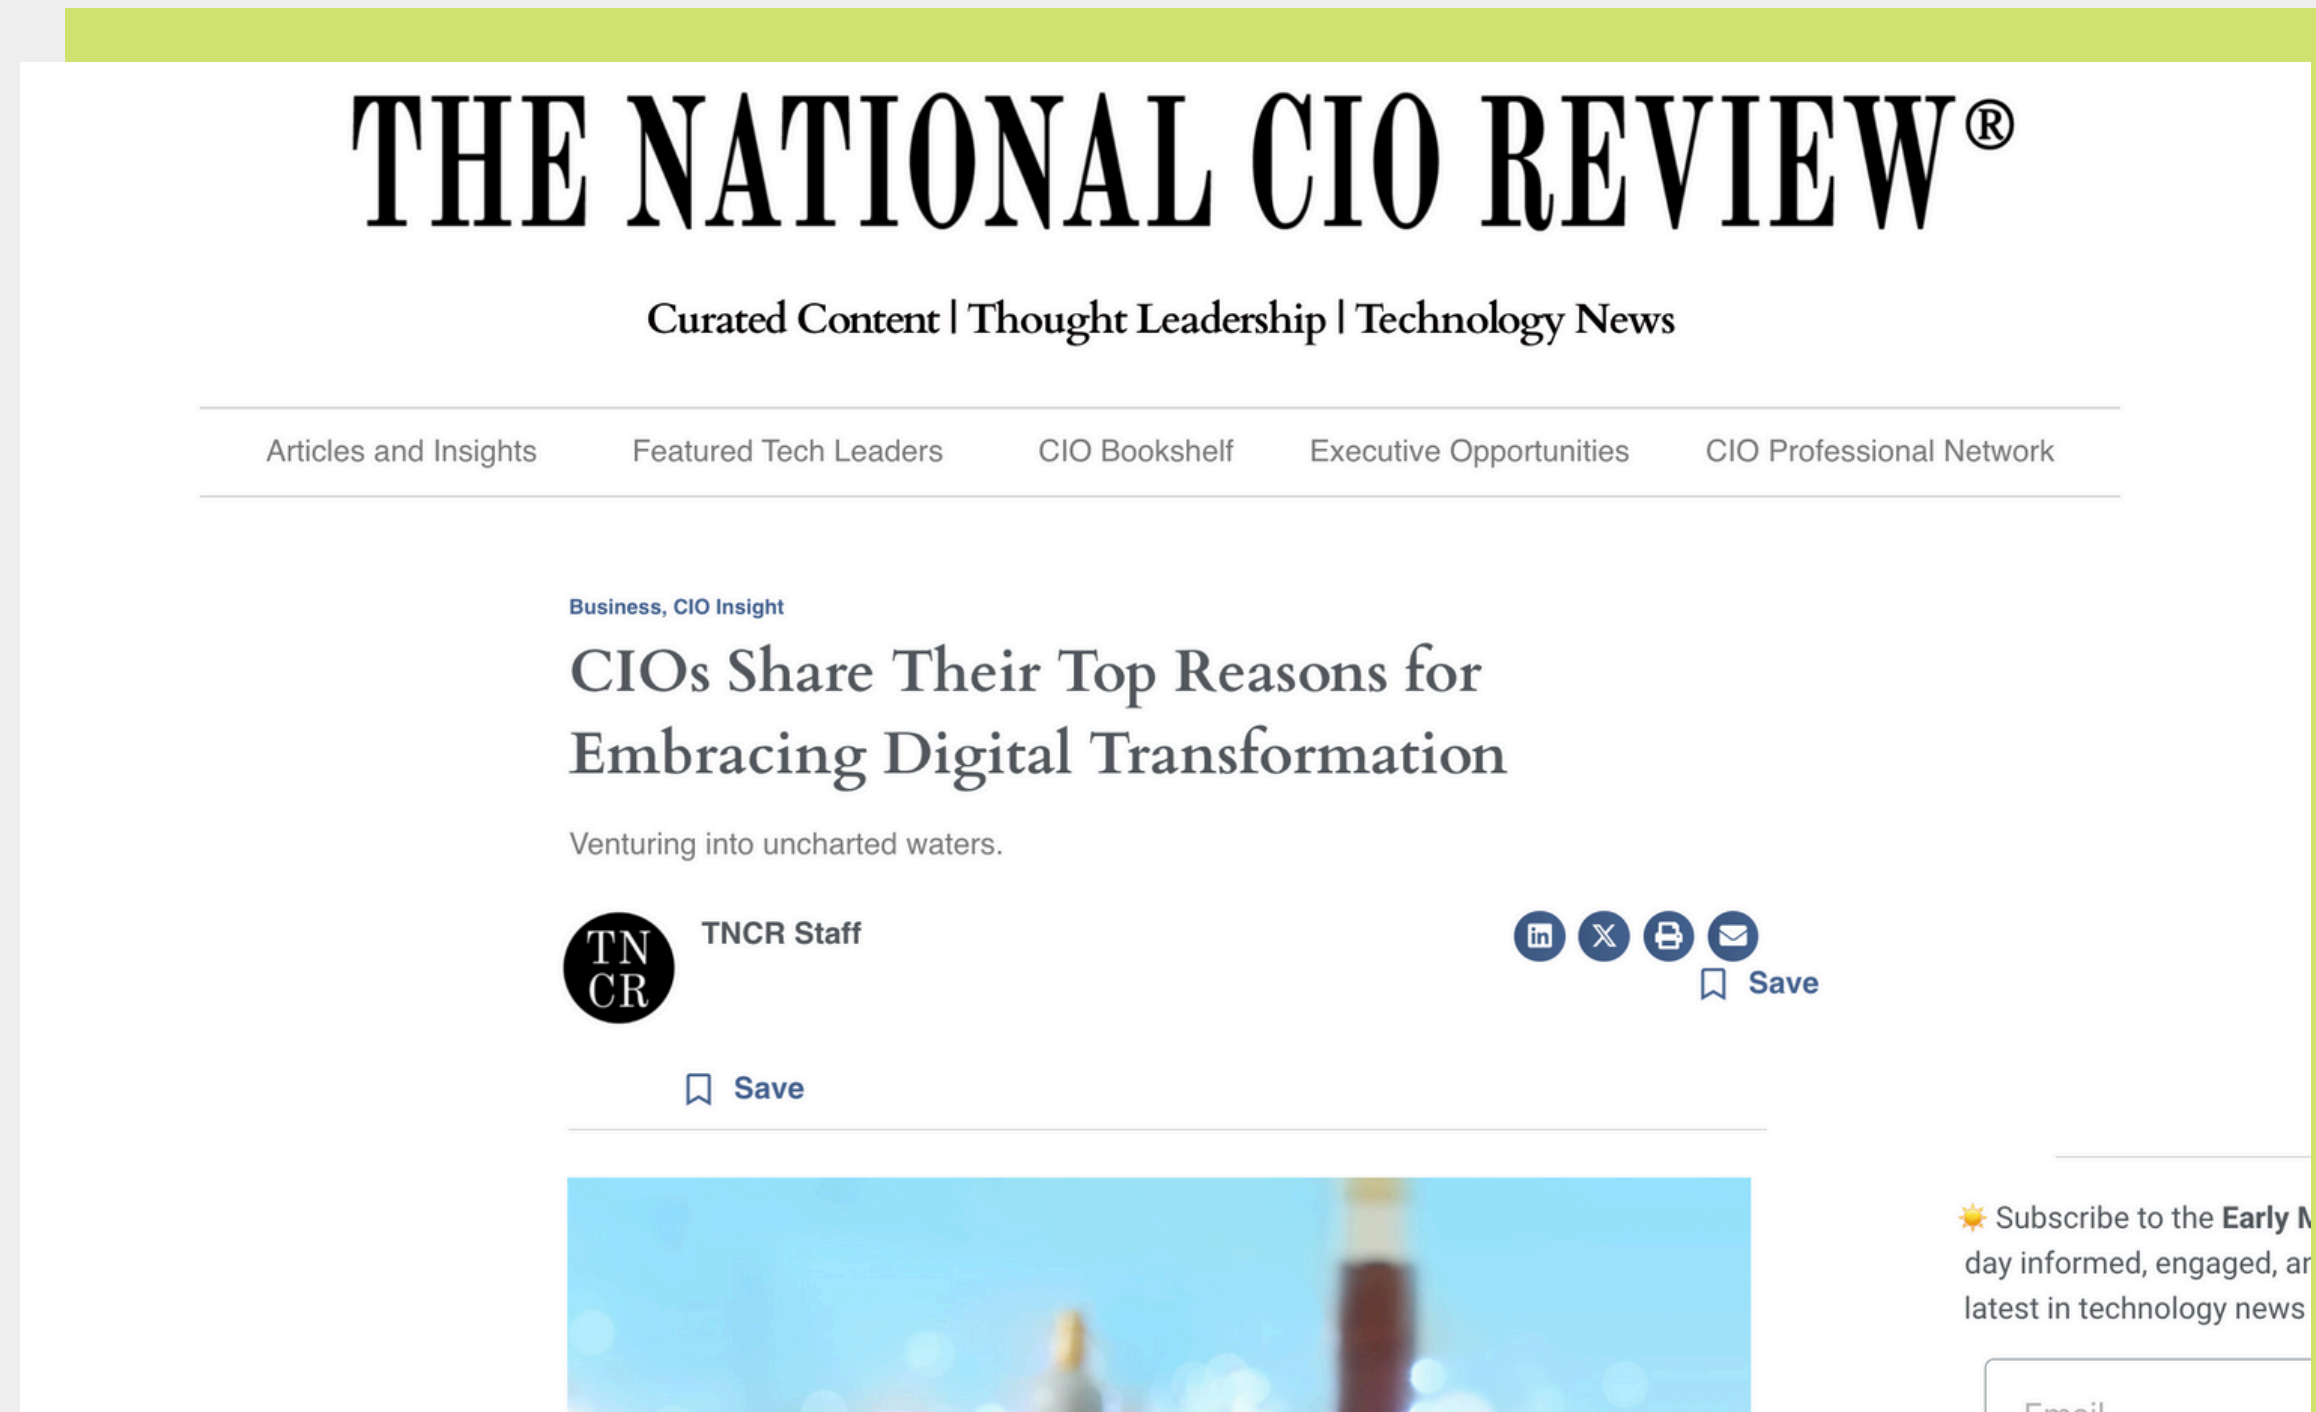 THE NATIONAL CIO REVIEW®
Curated Content | Thought Leadership | Technology News
Articles and Insights
Featured Tech Leaders
CIO Bookshelf
Executive Opportunities
CIO Professional Network
Business, CIO Insight
CIOs Share Their Top Reasons for
Embracing Digital Transformation
Venturing into uncharted waters.
TN
CR
TNCR Staff
in
X
Save
Save
Subscribe to the Early
day informed, engaged,
latest in technology news
Email